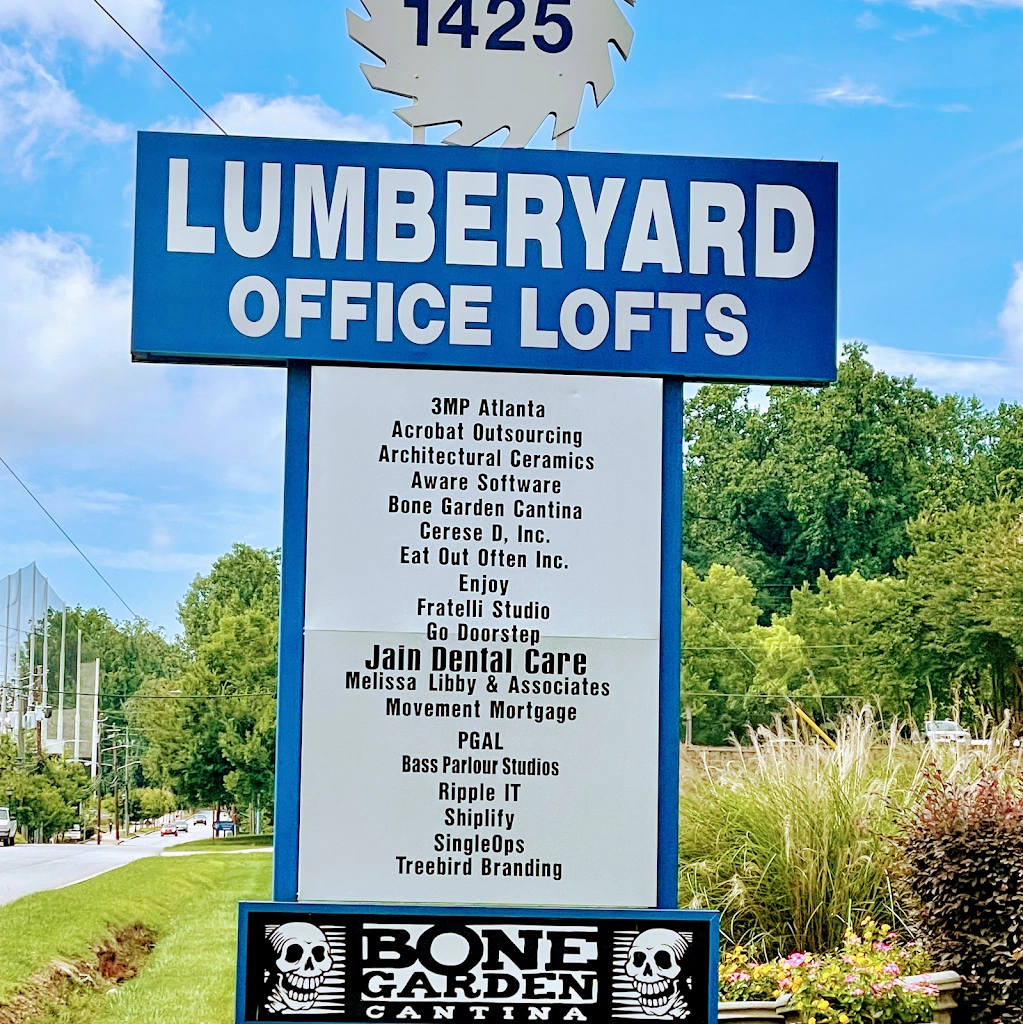 1425
LUMBERYARD
OFFICE LOFTS
3MP Atlanta
Acrobat Outsourcing
Architectural Ceramics
Aware Software
Bone Garden Cantina
Cerese D, Inc.
Eat Out Often Inc.
Enjoy
Fratelli Studio
Go Doorstep
Jain Dental Care
Melissa Libby & Associates
Movement Mortgage
PGAL
Bass Parlour Studios
Ripple IT
Shiplify
SingleOps
Treebird Branding
BONE
GARDEN
CANTINA